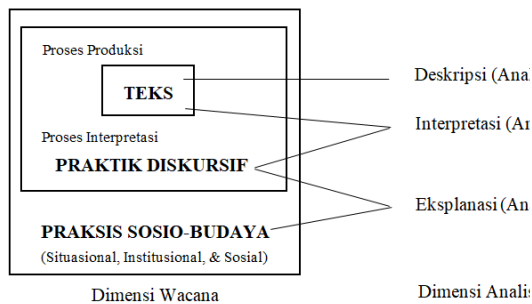 Proses Produksi
TEKS
Deskripsi (Anal
Interpretasi (An
Proses Interpretasi
PRAKTIK DISKURSIF
Eksplanasi (An
PRAKSIS SOSIO-BUDAYA
(Situasional, Institusional, & Sosial)
Dimensi Wacana
Dimensi Analis